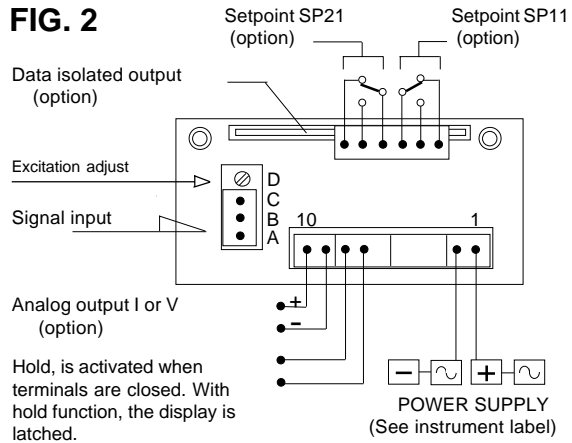 FIG. 2
Setpoint SP21
(option)
Setpoint SP11
(option)
Data isolated output
(option)
Excitation adjust
D
C
B
A
Signal input
10
1
Analog output I or V
(option)
+
−
Hold, is activated when
terminals are closed. With
hold function, the display is
latched.
− +
POWER SUPPLY
(See instrument label)